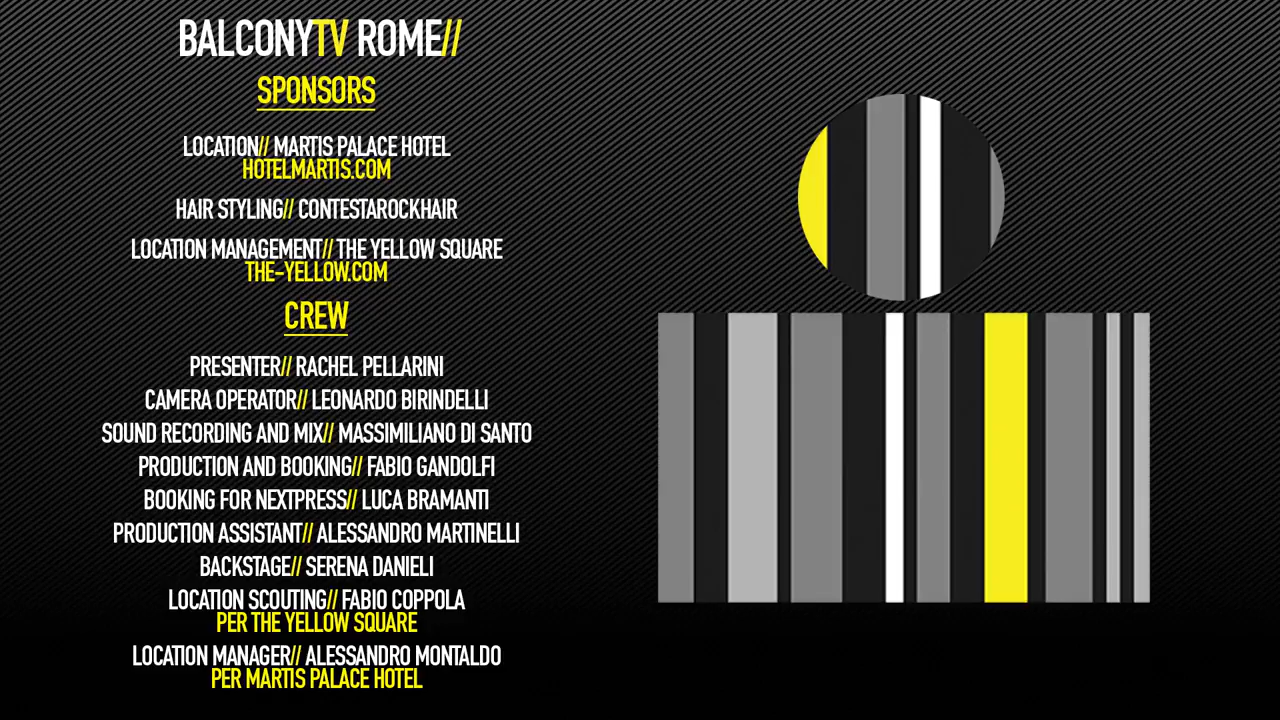 BALCONYTV ROME//
SPONSORS
LOCATION// MARTIS PALACE HOTEL
HOTELMARTIS.COM
HAIR STYLING// CONTESTAROCKHAIR
LOCATION MANAGEMENT// THE YELLOW SQUARE
THE-YELLOW.COM
CREW
PRESENTER// RACHEL PELLARINI
CAMERA OPERATOR// LEONARDO BIRINDELLI
SOUND RECORDING AND MIX// MASSIMILIANO DI SANTO
PRODUCTION AND BOOKING// FABIO GANDOLFI
BOOKING FOR NEXTPRESS// LUCA BRAMANTI
PRODUCTION ASSISTANT// ALESSANDRO MARTINELLI
BACKSTAGE// SERENA DANIELI
LOCATION SCOUTING// FABIO COPPOLA
PER THE YELLOW SQUARE
LOCATION MANAGER// ALESSANDRO MONTALDO
PER MARTIS PALACE HOTEL